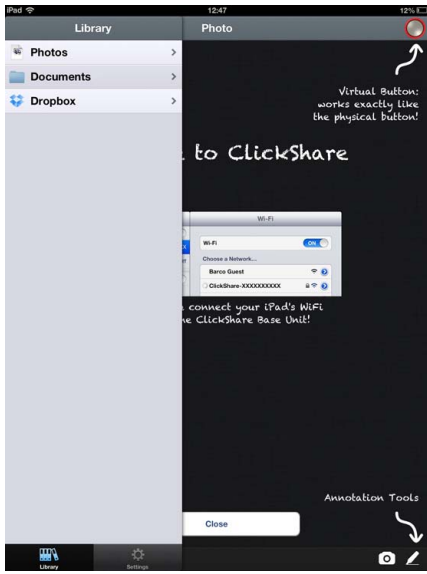 iPad 12:47 12%
Library
Photo
Photos
Documents
Dropbox
Virtual Button:
works exactly like
the physical button!
to ClickShare
Wi-Fi
Wi-Fi ON
Choose a Network...
Barco Guest
ClickShare-XXXXXXXXXX
connect your iPad's WiFi
ClickShare Base Unit!
Annotation Tools
Close
Library
Settings